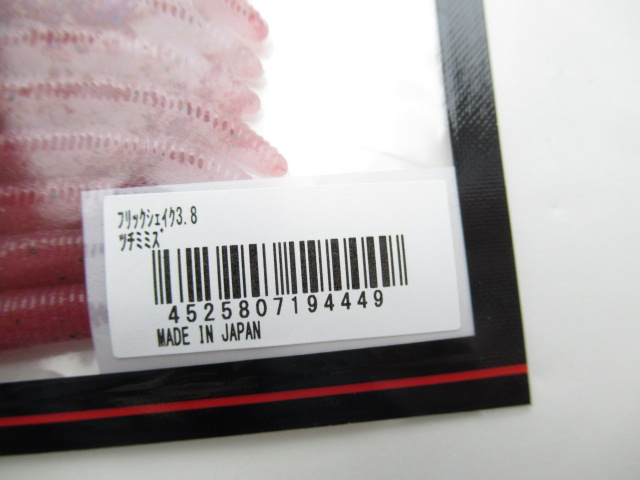 ﾌﾘｯｸｼｪｲｸ3.8
ﾂﾁﾐﾐｽﾞ
4525807194449
MADE IN JAPAN